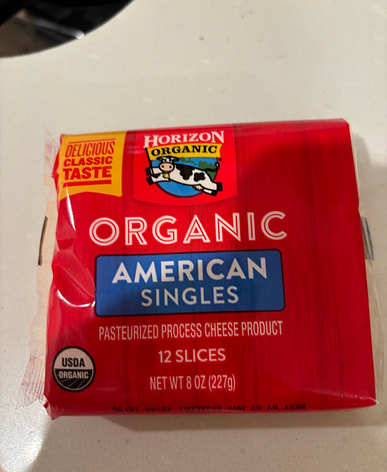 DELICIOUS
CLASSIC
TASTE
HORIZON
ORGANIC
ORGANIC
AMERICAN
SINGLES
PASTEURIZED PROCESS CHEESE PRODUCT
12 SLICES
NET WT 8 OZ (227g)
USDA
ORGANIC